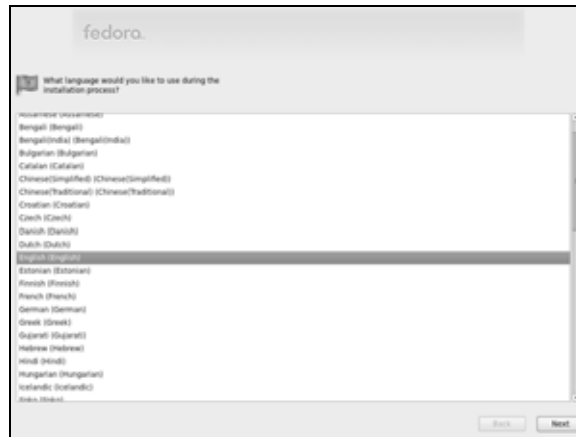 fedora.
What language would you like to use during the
installation process?
Assamese (Assamese)
Bengali (Bengali)
Bengali(India) (Bengali(India))
Bulgarian (Bulgarian)
Catalan (Catalan)
Chinese(Simplified) (Chinese(Simplified))
Chinese(Traditional) (Chinese(Traditional))
Croatian (Croatian)
Czech (Czech)
Danish (Danish)
Dutch (Dutch)
English (English)
Estonian (Estonian)
Finnish (Finnish)
French (French)
German (German)
Greek (Greek)
Gujarati (Gujarati)
Hebrew (Hebrew)
Hindi (Hindi)
Hungarian (Hungarian)
Icelandic (Icelandic)
Back Next